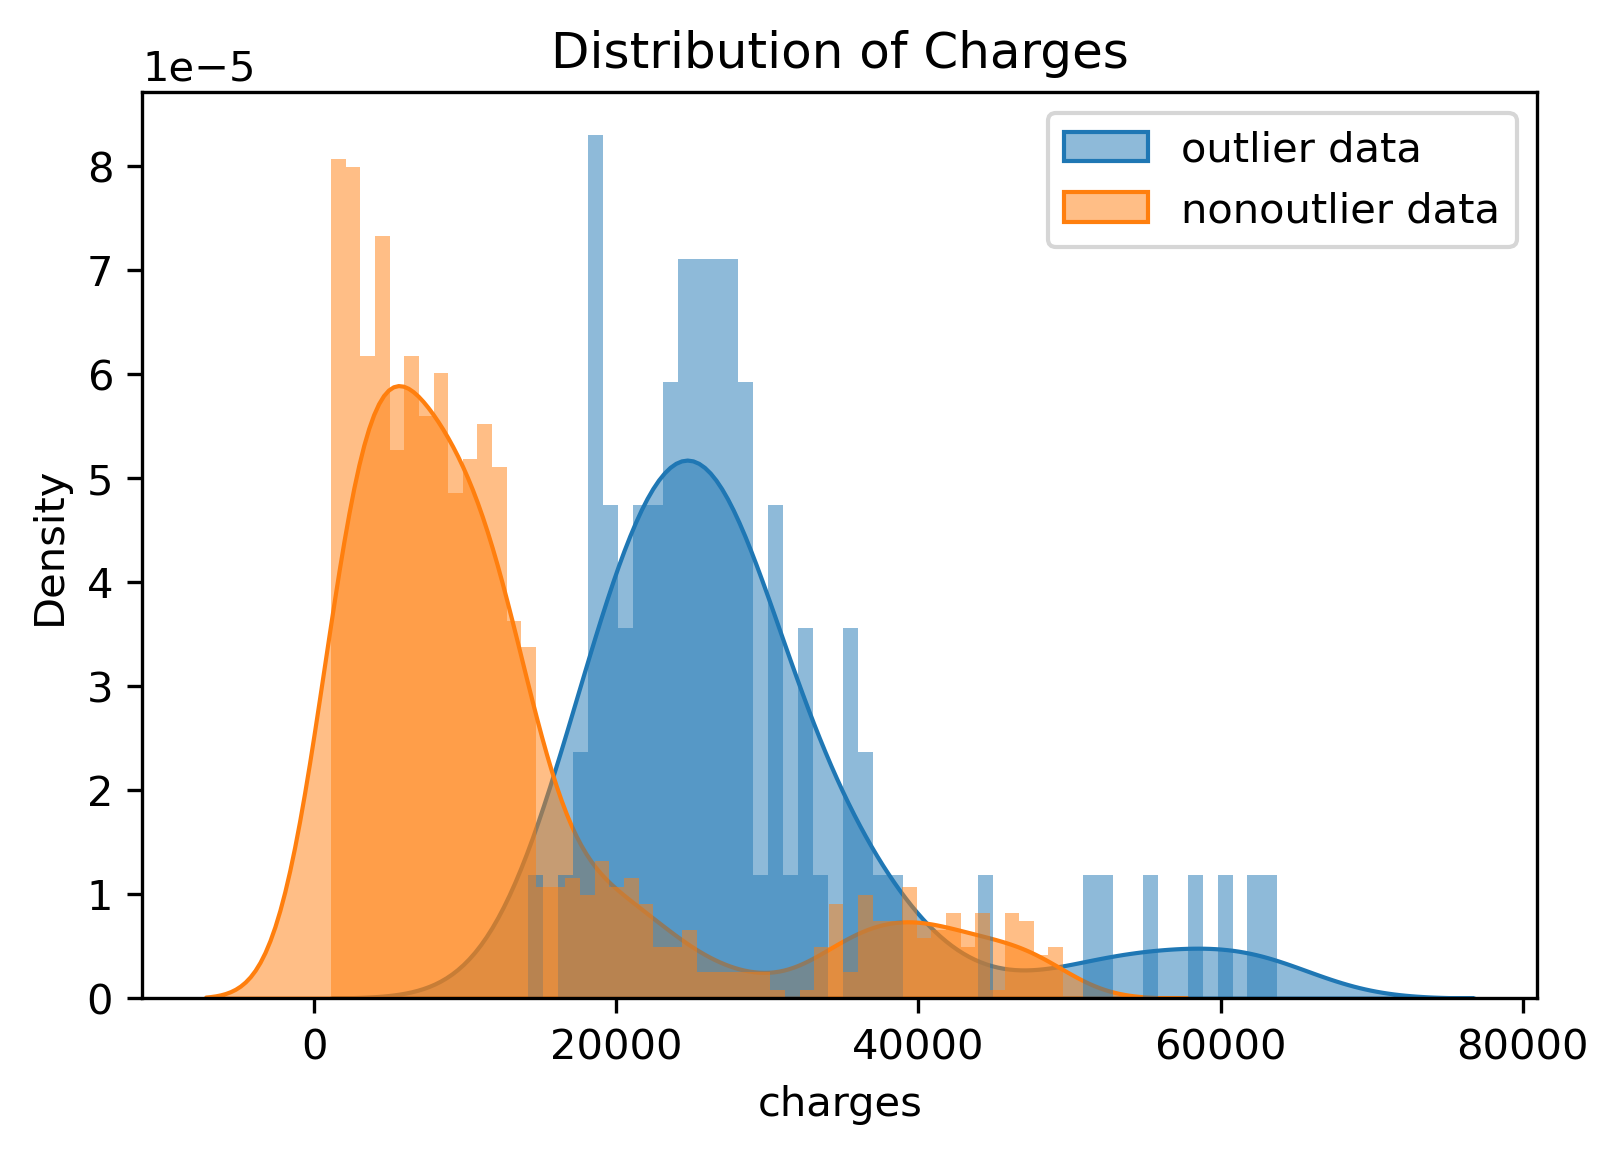 Distribution of Charges
1e−5
outlier data
nonoutlier data
8
7
6
5
4
3
2
1
0
Density
0 20000 40000 60000 80000
charges